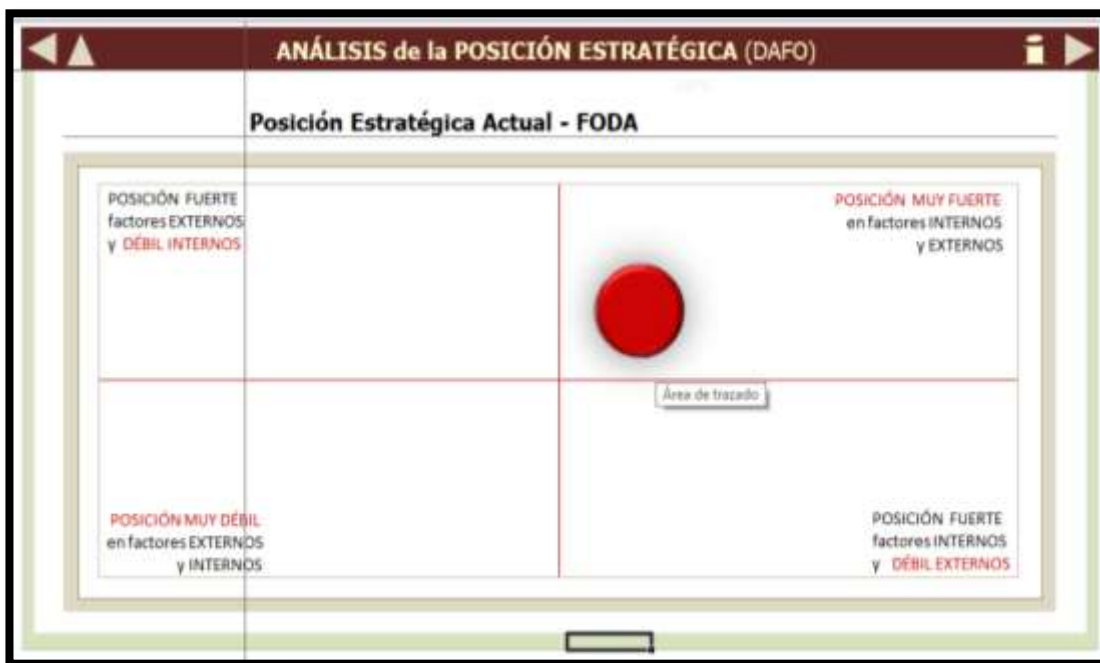 ANÁLISIS de la POSICIÓN ESTRATÉGICA (DAFO)
Posición Estratégica Actual - FODA
POSICIÓN FUERTE
factores EXTERNOS
y DÉBIL INTERNOS
POSICIÓN MUY FUERTE
en factores INTERNOS
y EXTERNOS
Área de trazado
POSICIÓN MUY DÉBIL
en factores EXTERNOS
y INTERNOS
POSICIÓN FUERTE
factores INTERNOS
y DÉBIL EXTERNOS